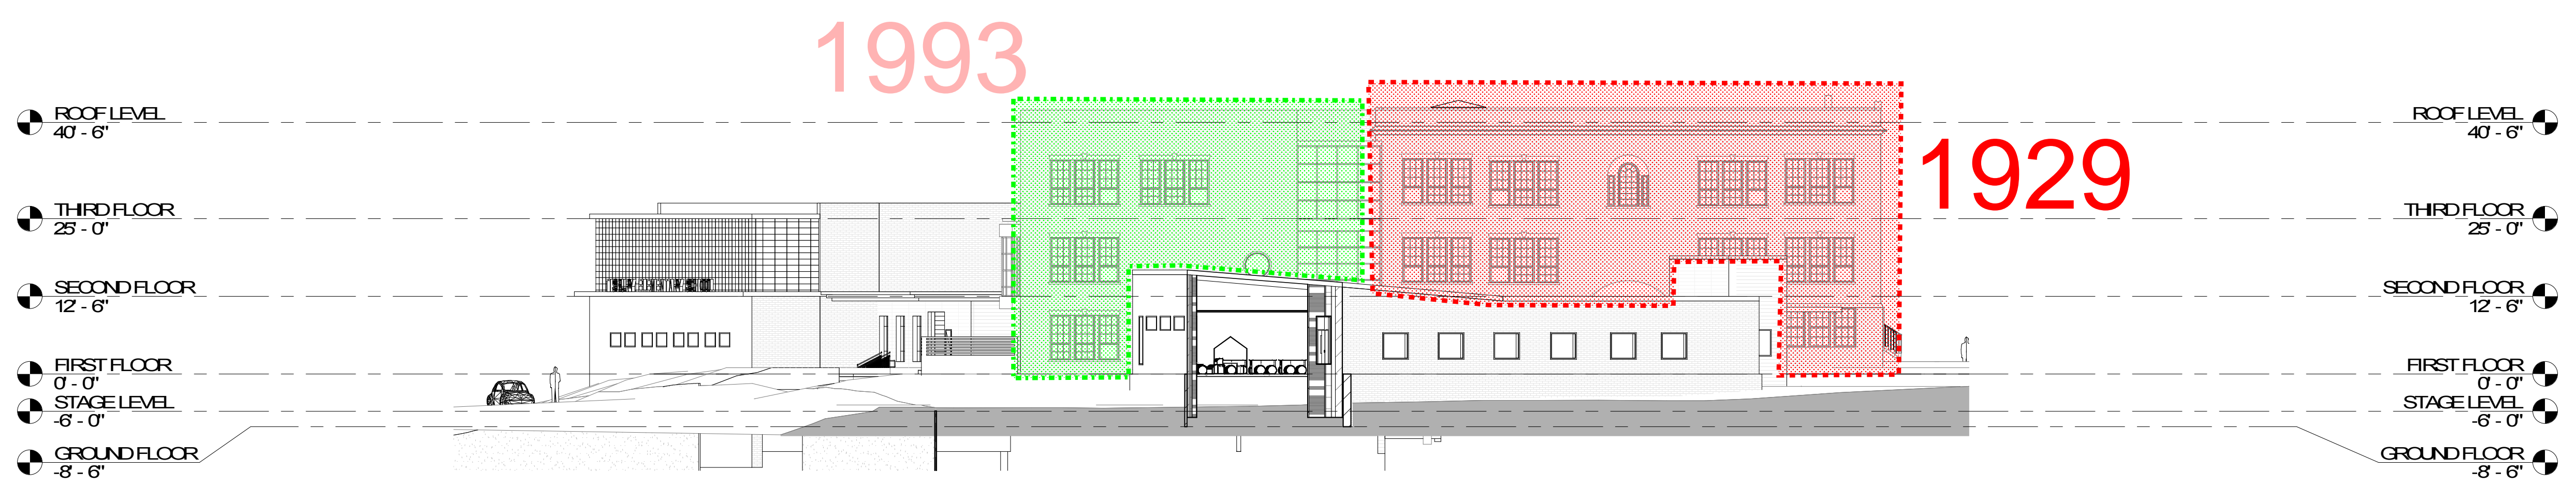 1993
ROOF LEVEL
40' - 6"
THIRD FLOOR
25' - 0"
SECOND FLOOR
12' - 6"
FIRST FLOOR
0' - 0"
STAGE LEVEL
-6' - 0"
GROUND FLOOR
-8' - 6"
1929
ROOF LEVEL
40' - 6"
THIRD FLOOR
25' - 0"
SECOND FLOOR
12' - 6"
FIRST FLOOR
0' - 0"
STAGE LEVEL
-6' - 0"
GROUND FLOOR
-8' - 6"